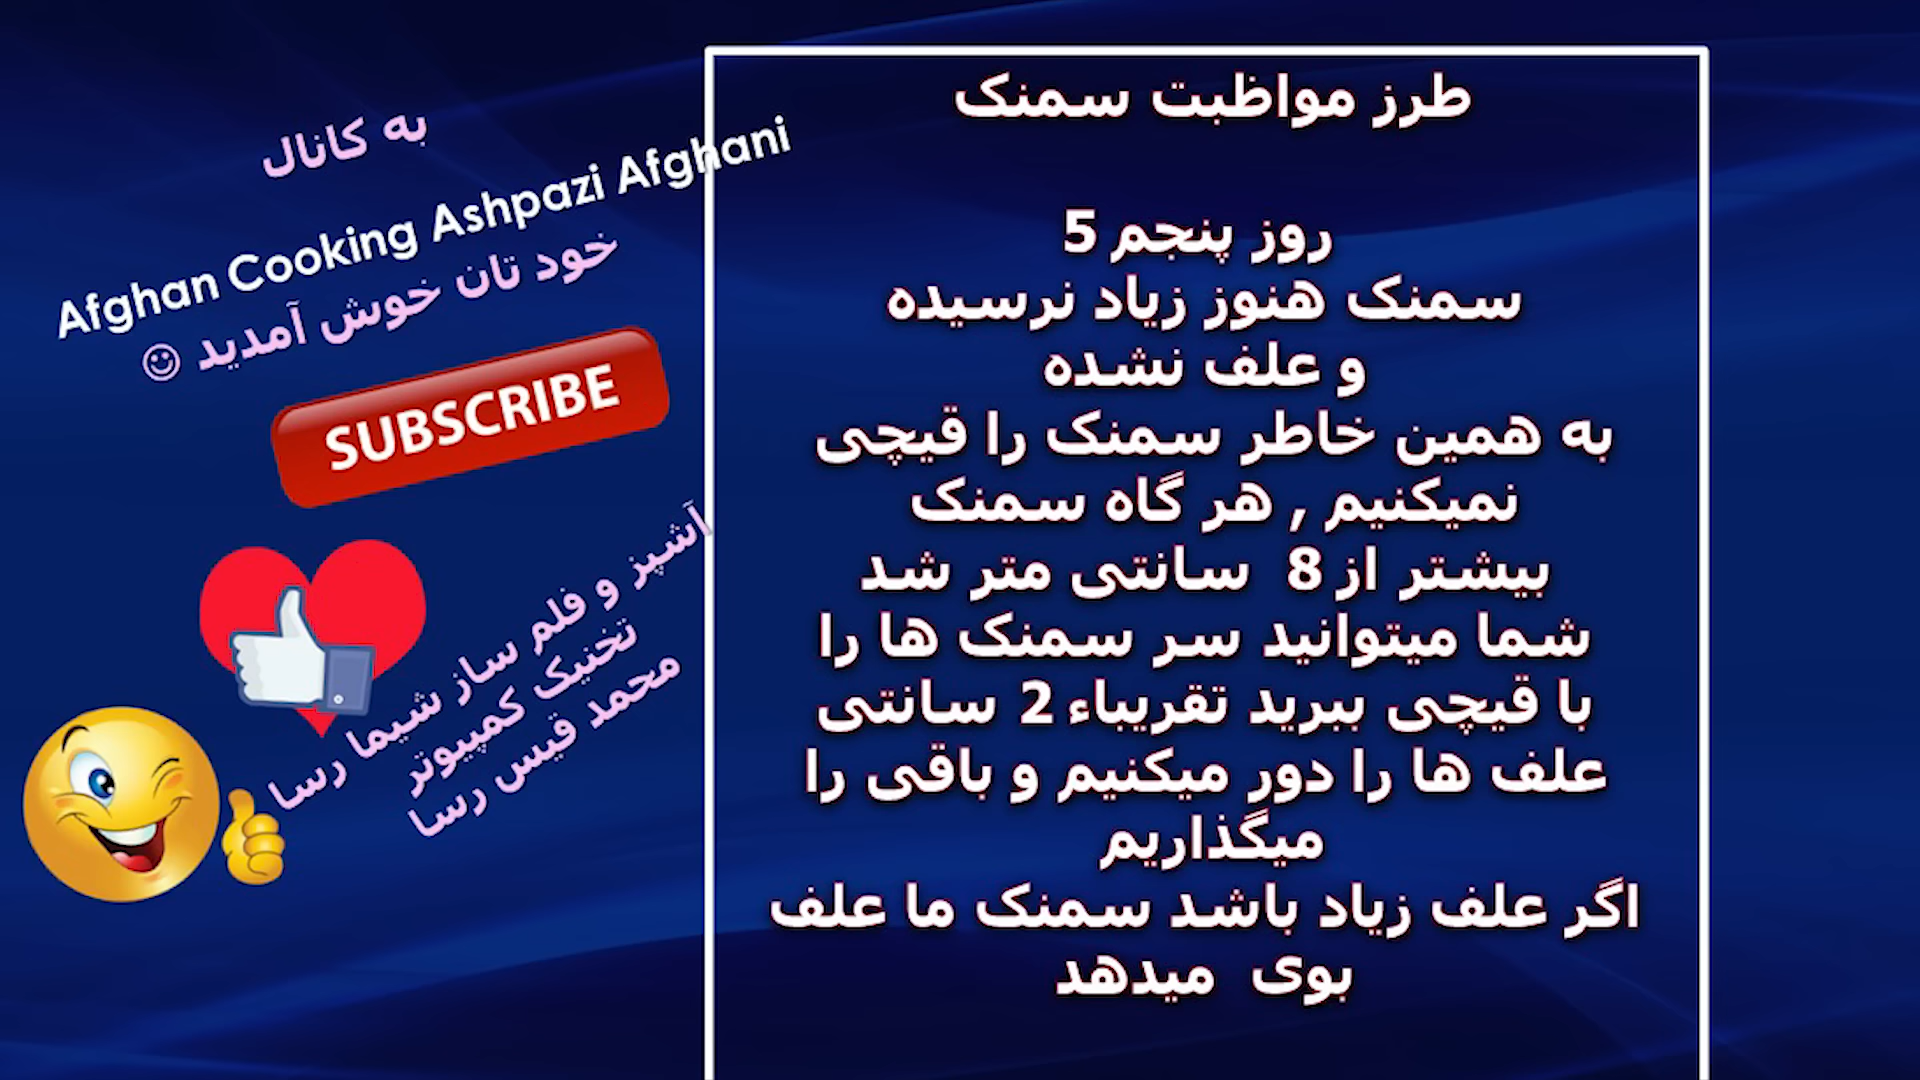 به کانال
Afghan Cooking Ashpazi Afghani
خود تان خوش آمدید ☺
SUBSCRIBE
آشپز و فلم ساز شیما رسا
تخنیک کمپیوتر
محمد قیس رسا
طرز مواظبت سمنک
روز پنجم 5
سمنک هنوز زیاد نرسیده
و علف نشده
به همین خاطر سمنک را قیچی
نمیکنیم , هر گاه سمنک
بیشتر از 8 سانتی متر شد
شما میتوانید سر سمنک ها را
با قیچی ببرید تقریباء 2 سانتی
علف ها را دور میکنیم و باقی را
میگذاریم
اگر علف زیاد باشد سمنک ما علف
بوی میدهد